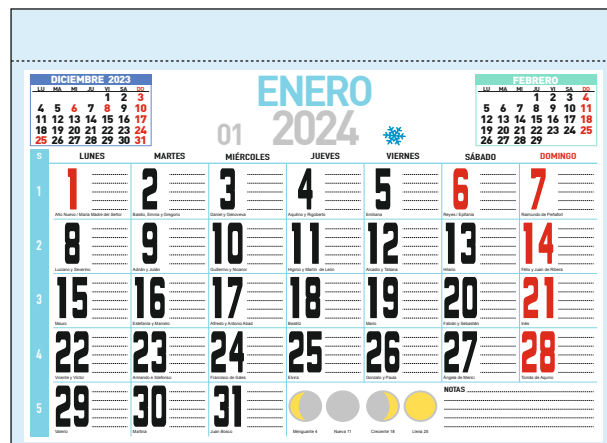 DICIEMBRE 2023
LU MA MI JU VI SA DO
1 2 3
4 5 6 7 8 9 10
11 12 13 14 15 16 17
18 19 20 21 22 23 24
25 26 27 28 29 30 31
ENERO
01 2024
FEBRERO
LU MA MI JU VI SA DO
1 2 3 4
5 6 7 8 9 10 11
12 13 14 15 16 17 18
19 20 21 22 23 24 25
26 27 28 29
S LUNES MARTES MIÉRCOLES JUEVES VIERNES SÁBADO DOMINGO
1 1 2 3 4 5 6 7
Año Nuevo / María Madre del Señor Basilio, Emma y Gregorio Daniel y Genoveva Aquilino y Rigoberto Emiliana Reyes / Epifanía Raimundo de Peñafort
2 8 9 10 11 12 13 14
Luciano y Severino Adrián y Julián Guillermo y Nicanor Higinio y Martín de León Arcadio y Tatiana Hilario Félix y Juan de Ribera
3 15 16 17 18 19 20 21
Mauro Estefanía y Marcelo Alfredo y Antonio Abad Beatriz Mario Fabián y Sebastián Inés
4 22 23 24 25 26 27 28
Vicente y Víctor Armando e Ildefonso Francisco de Sales Elvira Gonzalo y Paula Ángela de Merici Tomás de Aquino
5 29 30 31
Valerio Martina Juan Bosco
Menguante 4 Nueva 11 Creciente 18 Llena 25
NOTAS